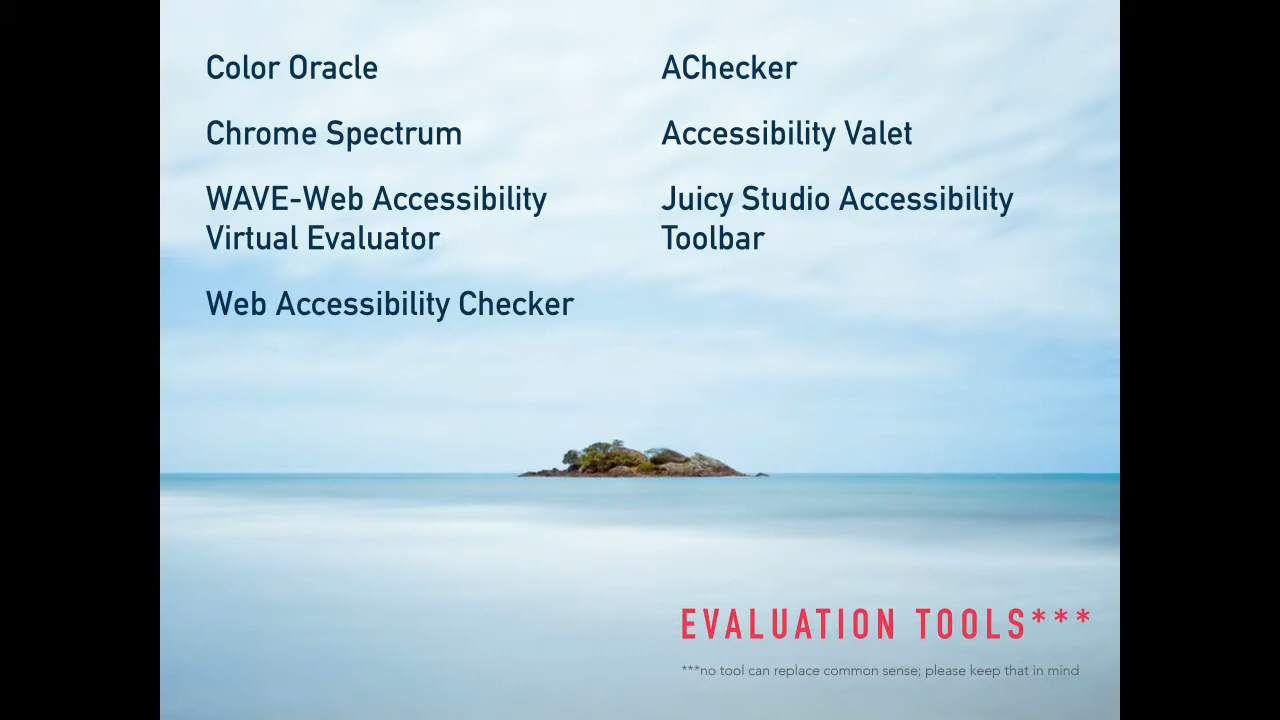 Color Oracle
Chrome Spectrum
WAVE-Web Accessibility
Virtual Evaluator
Web Accessibility Checker
AChecker
Accessibility Valet
Juicy Studio Accessibility
Toolbar
EVALUATION TOOLS***
***no tool can replace common sense; please keep that in mind